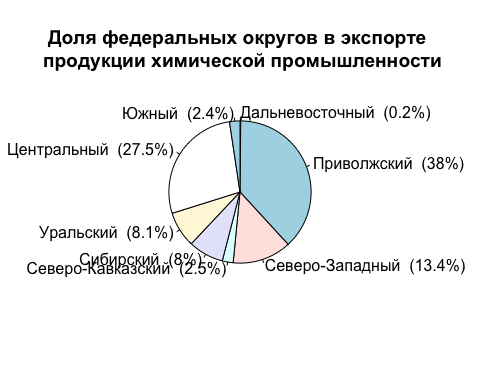 Доля федеральных округов в экспорте
продукции химической промышленности
Южный (2.4%)
Дальневосточный (0.2%)
Центральный (27.5%)
Приволжский (38%)
Уральский (8.1%)
Сибирский (8%)
Северо-Кавказский (2.5%)
Северо-Западный (13.4%)